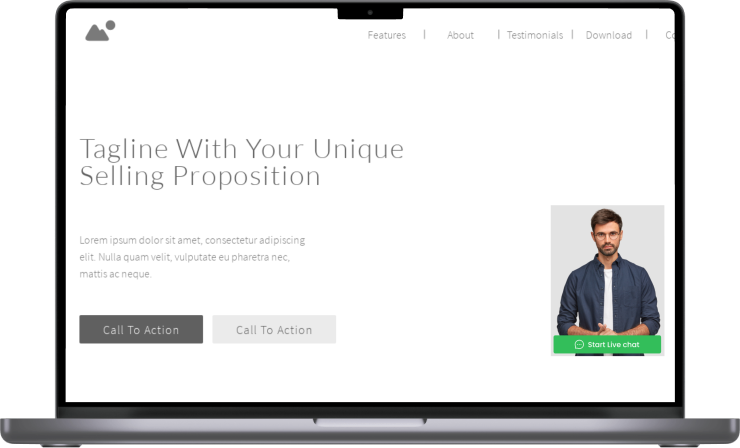 Features | About | Testimonials | Download |
Tagline With Your Unique
Selling Proposition
Lorem ipsum dolor sit amet, consectetur adipiscing
elit. Nulla quam velit, vulputate eu pharetra nec,
mattis ac neque.
Call To Action Call To Action
Start Live chat